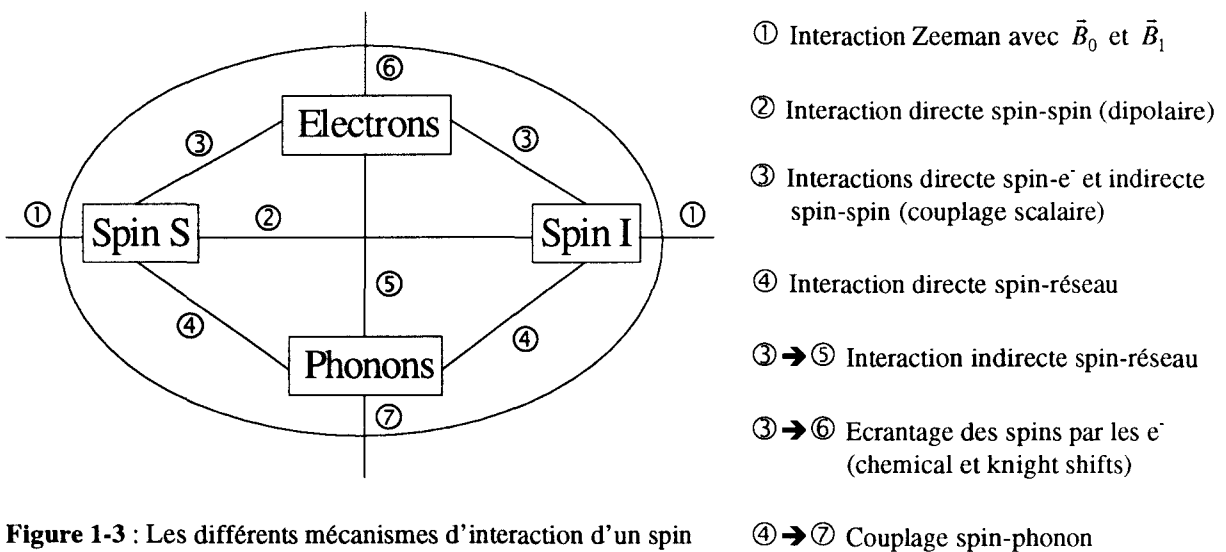 ⑥
Electrons
③ ③
① Spin S ② Spin I ①
⑤
④ ④
Phonons
⑦
① Interaction Zeeman avec B⃗₀ et B⃗₁
② Interaction directe spin-spin (dipolaire)
③ Interactions directe spin-e⁻ et indirecte
spin-spin (couplage scalaire)
④ Interaction directe spin-réseau
③➔⑤ Interaction indirecte spin-réseau
③➔⑥ Ecrantage des spins par les e⁻
(chemical et knight shifts)
④➔⑦ Couplage spin-phonon
Figure 1-3 : Les différents mécanismes d'interaction d'un spin